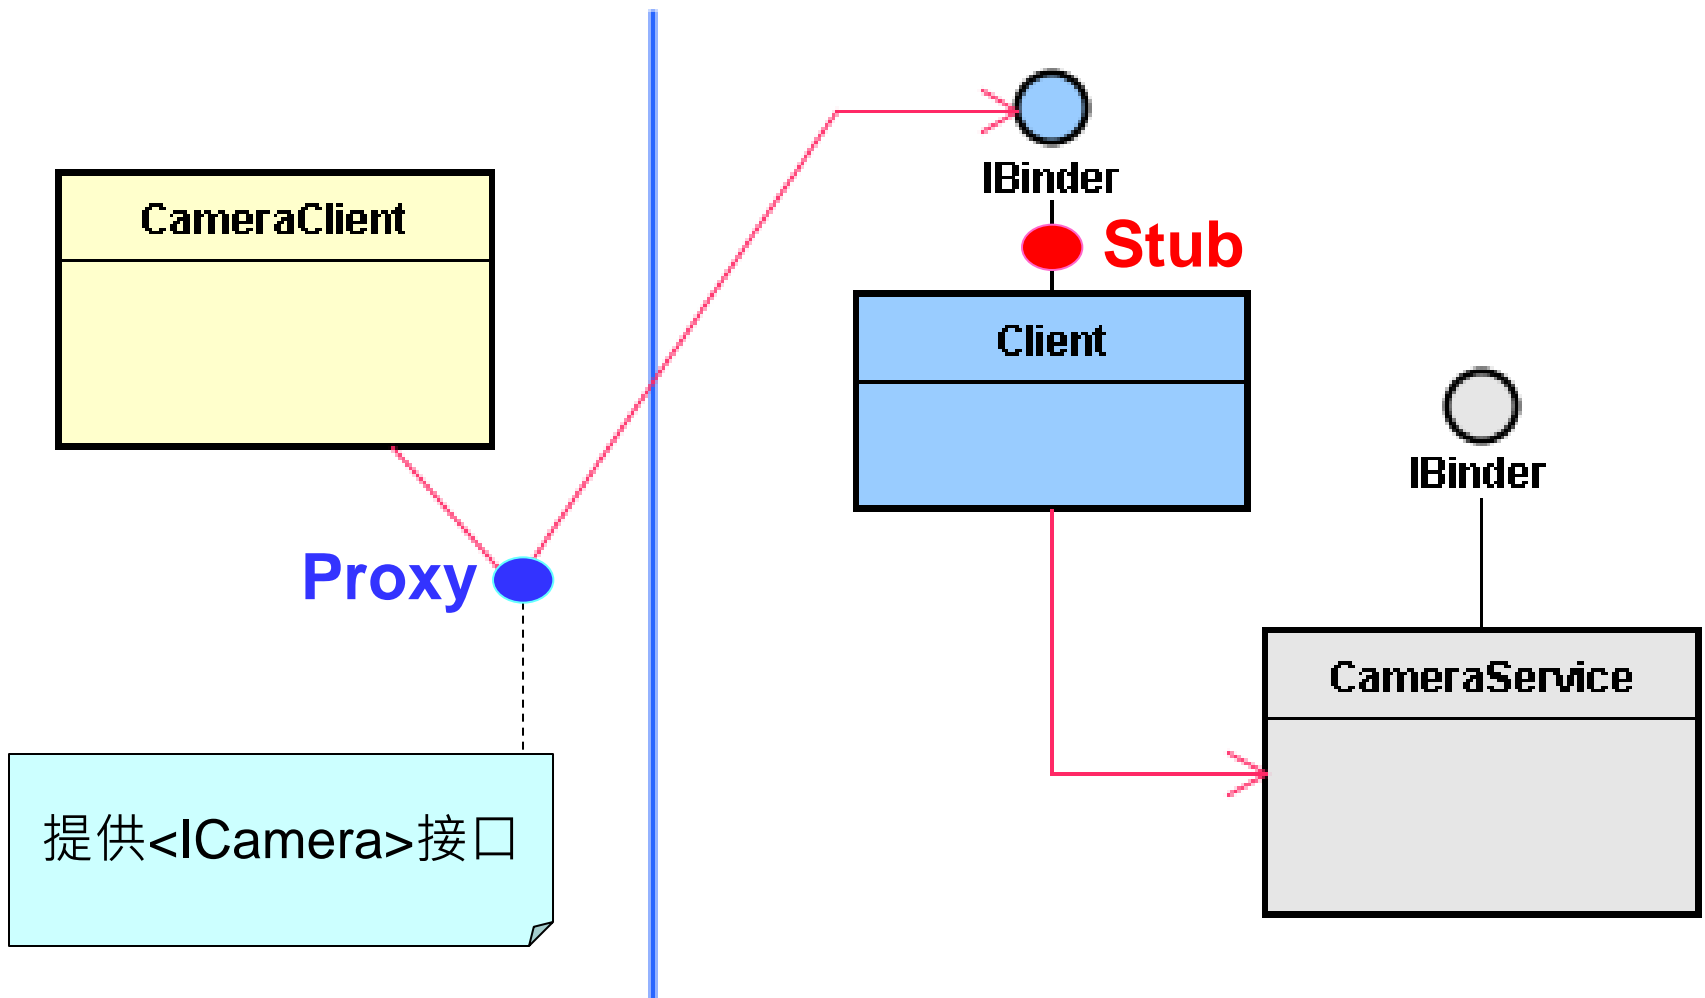 IBinder
CameraClient
Stub
Client
IBinder
Proxy
CameraService
提供<ICamera>接口